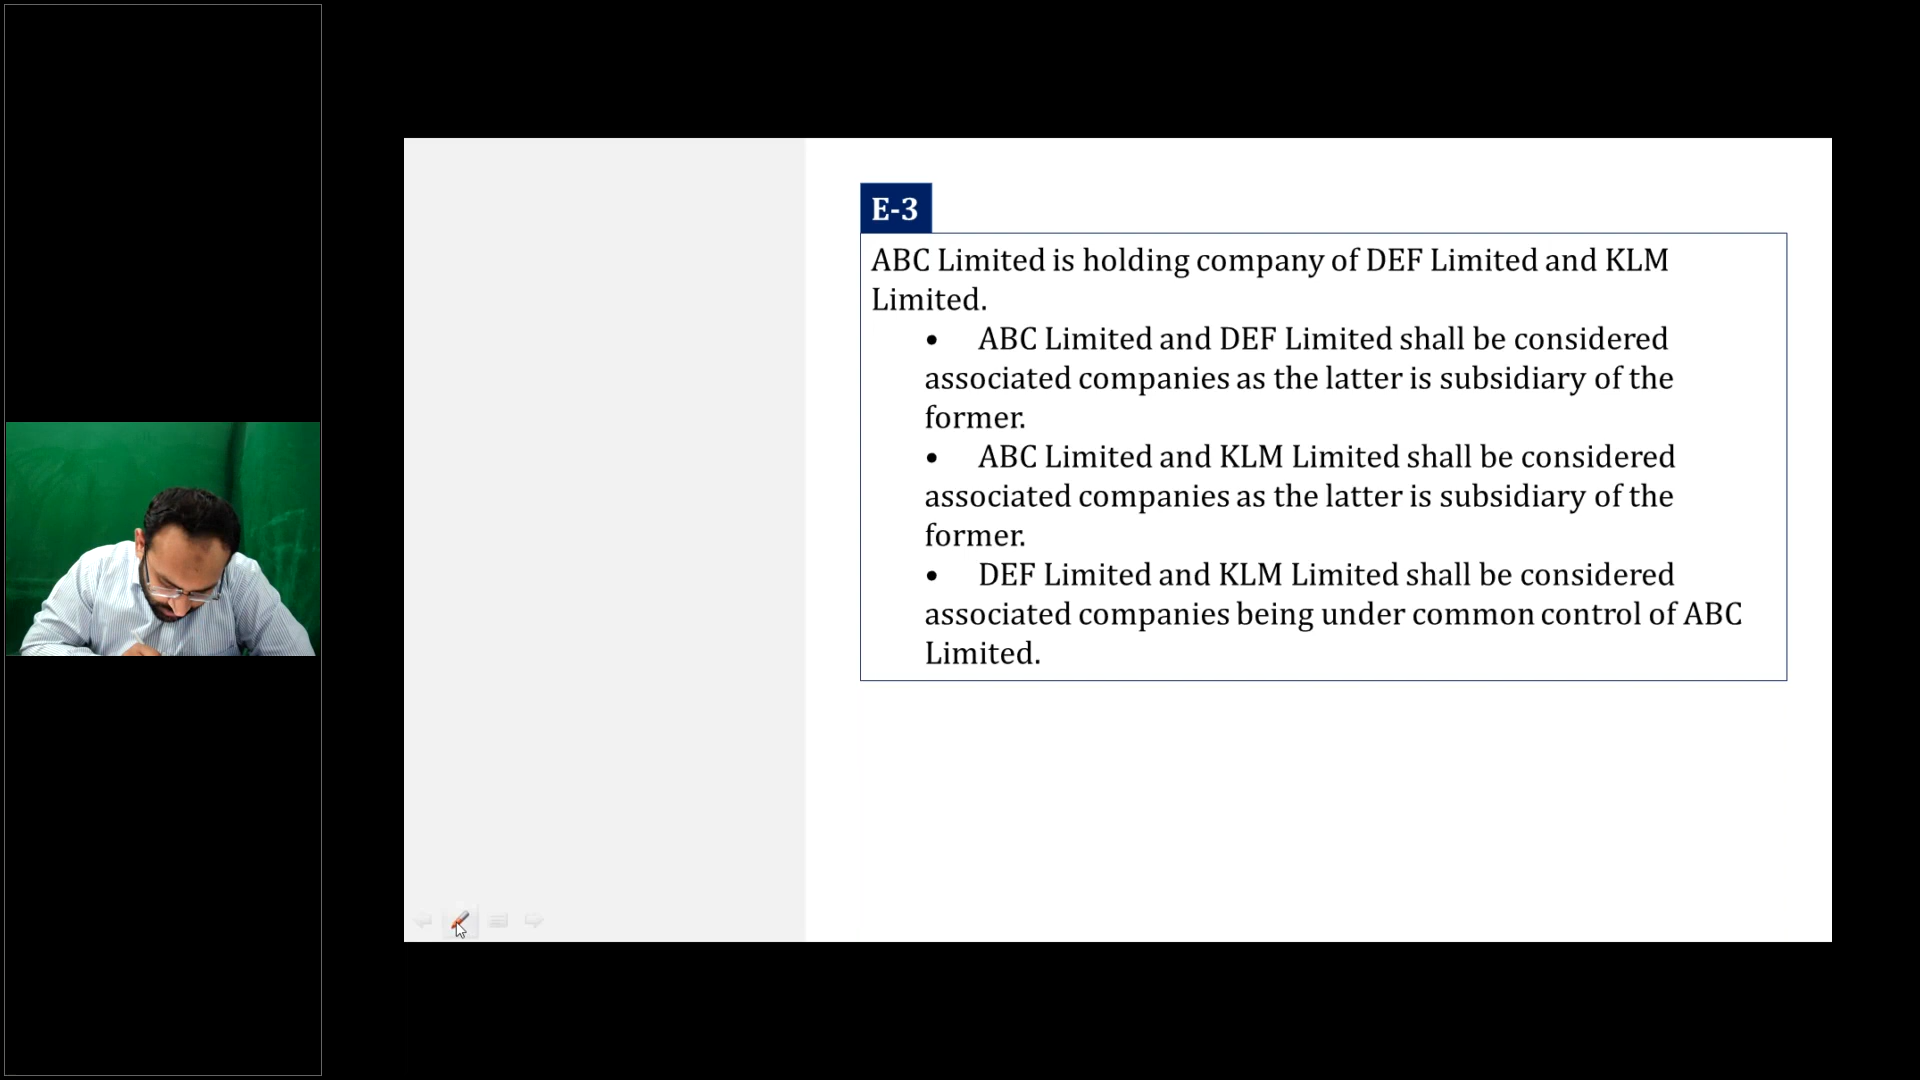 E-3
ABC Limited is holding company of DEF Limited and KLM
Limited.
• ABC Limited and DEF Limited shall be considered
associated companies as the latter is subsidiary of the
former.
• ABC Limited and KLM Limited shall be considered
associated companies as the latter is subsidiary of the
former.
• DEF Limited and KLM Limited shall be considered
associated companies being under common control of ABC
Limited.